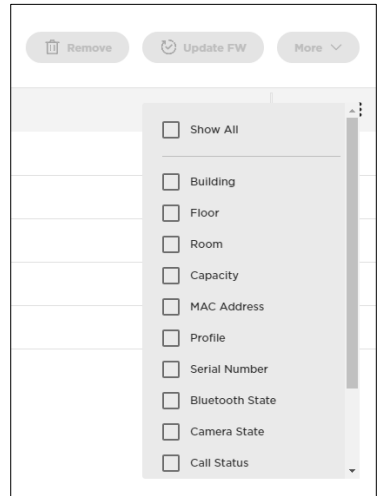 Remove
Update FW
More
Show All
Building
Floor
Room
Capacity
MAC Address
Profile
Serial Number
Bluetooth State
Camera State
Call Status